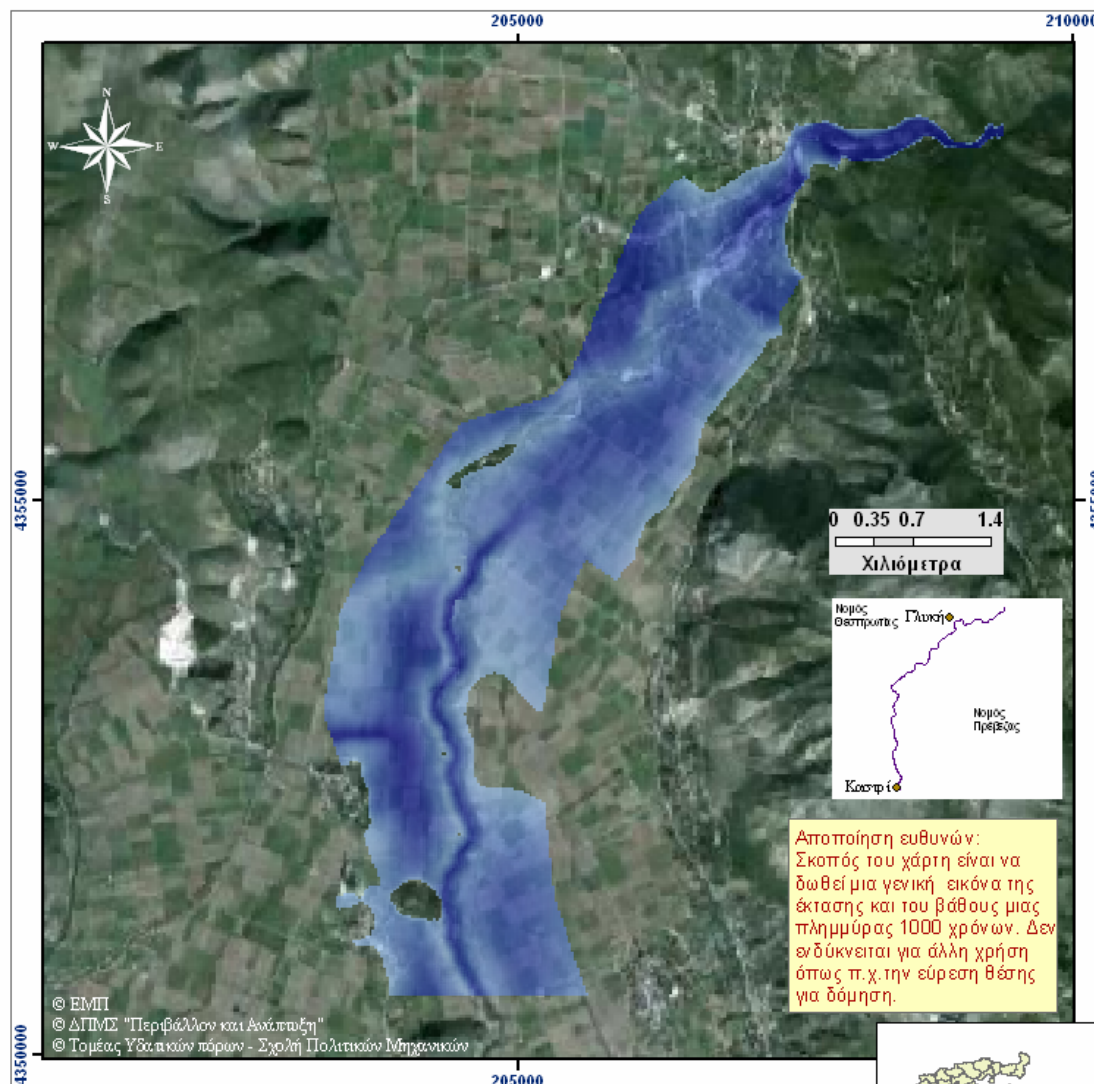 205000
210000
N
W
E
S
4355000
0 0.35 0.7 1.4
Χιλιόμετρα
Νομός
Θεσπρωτίας
Γλυκή
Νομός
Πρέβεζας
Καστρί
Αποποίηση ευθυνών:
Σκοπός του χάρτη είναι να
δωθεί μια γενική εικόνα της
έκτασης και του βάθους μιας
πλημμύρας 1000 χρόνων. Δεν
ενδύκνειται για άλλη χρήση
όπως π.χ.την εύρεση θέσης
για δόμηση.
© ΕΜΠ
© ΔΠΜΣ "Περιβάλλον και Ανάπτυξη"
© Τομέας Υδατικών πόρων - Σχολή Πολιτικών Μηχανικών
4350000
205000